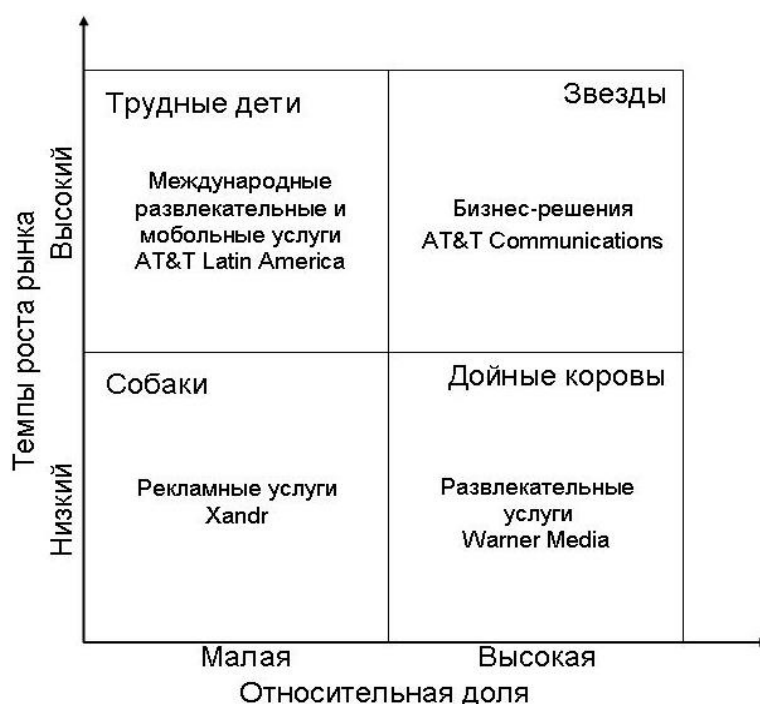 Трудные дети
Звезды
Международные
развлекательные и
мобольные услуги
AT&T Latin America
Бизнес-решения
AT&T Communications
Собаки
Дойные коровы
Рекламные услуги
Xandr
Развлекательные
услуги
Warner Media
Темпы роста рынка
Высокий
Низкий
Малая
Высокая
Относительная доля